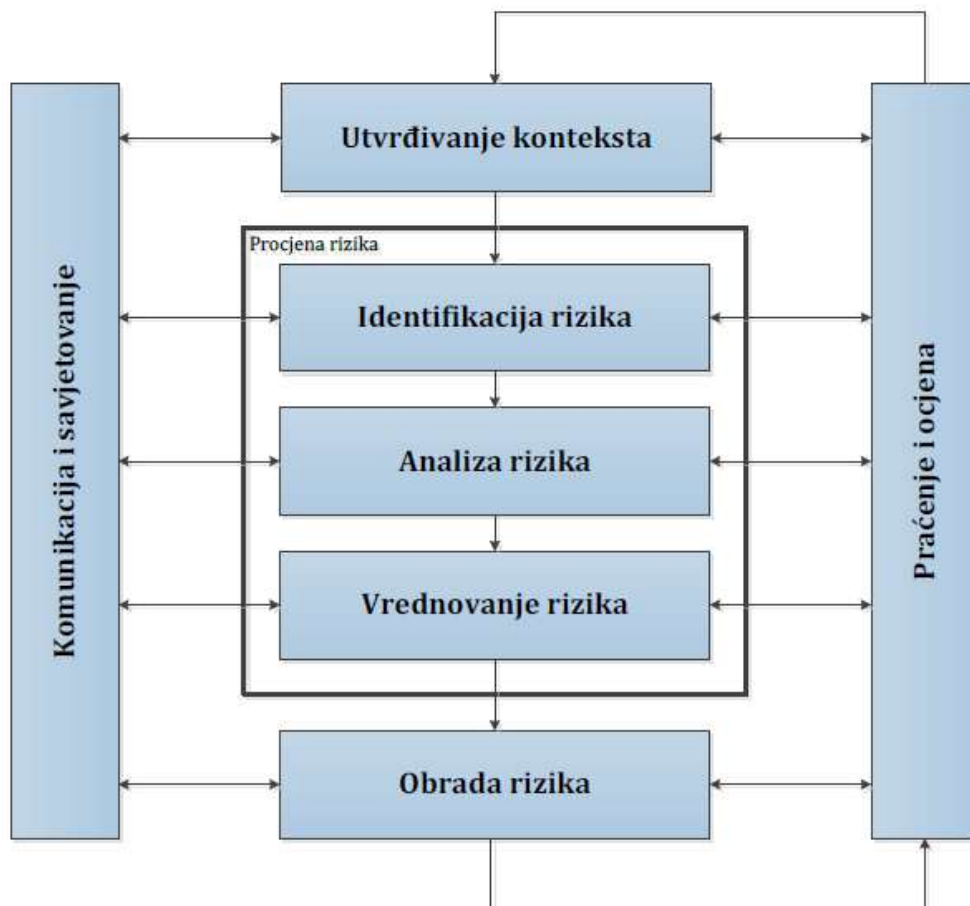 Utvrđivanje konteksta
Procjena rizika
Identifikacija rizika
Analiza rizika
Vrednovanje rizika
Obrada rizika
Komunikacija i savjetovanje
Praćenje i ocjena